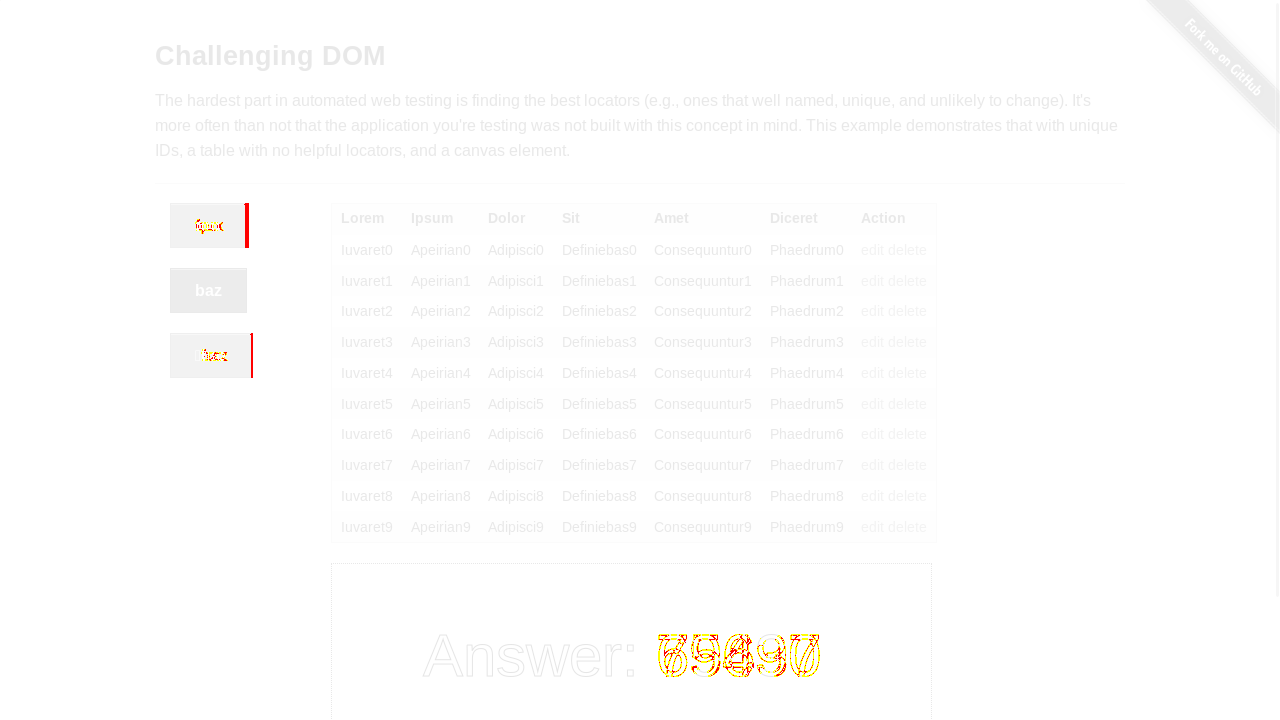 Fork me on GitHub
Challenging DOM
The hardest part in automated web testing is finding the best locators (e.g., ones that well named, unique, and unlikely to change). It's
more often than not that the application you're testing was not built with this concept in mind. This example demonstrates that with unique
IDs, a table with no helpful locators, and a canvas element.
baz
Lorem Ipsum Dolor Sit Amet Diceret Action
Iuvaret0 Apeirian0 Adipisci0 Definiebas0 Consequuntur0 Phaedrum0 edit delete
Iuvaret1 Apeirian1 Adipisci1 Definiebas1 Consequuntur1 Phaedrum1 edit delete
Iuvaret2 Apeirian2 Adipisci2 Definiebas2 Consequuntur2 Phaedrum2 edit delete
Iuvaret3 Apeirian3 Adipisci3 Definiebas3 Consequuntur3 Phaedrum3 edit delete
Iuvaret4 Apeirian4 Adipisci4 Definiebas4 Consequuntur4 Phaedrum4 edit delete
Iuvaret5 Apeirian5 Adipisci5 Definiebas5 Consequuntur5 Phaedrum5 edit delete
Iuvaret6 Apeirian6 Adipisci6 Definiebas6 Consequuntur6 Phaedrum6 edit delete
Iuvaret7 Apeirian7 Adipisci7 Definiebas7 Consequuntur7 Phaedrum7 edit delete
Iuvaret8 Apeirian8 Adipisci8 Definiebas8 Consequuntur8 Phaedrum8 edit delete
Iuvaret9 Apeirian9 Adipisci9 Definiebas9 Consequuntur9 Phaedrum9 edit delete
Answer: